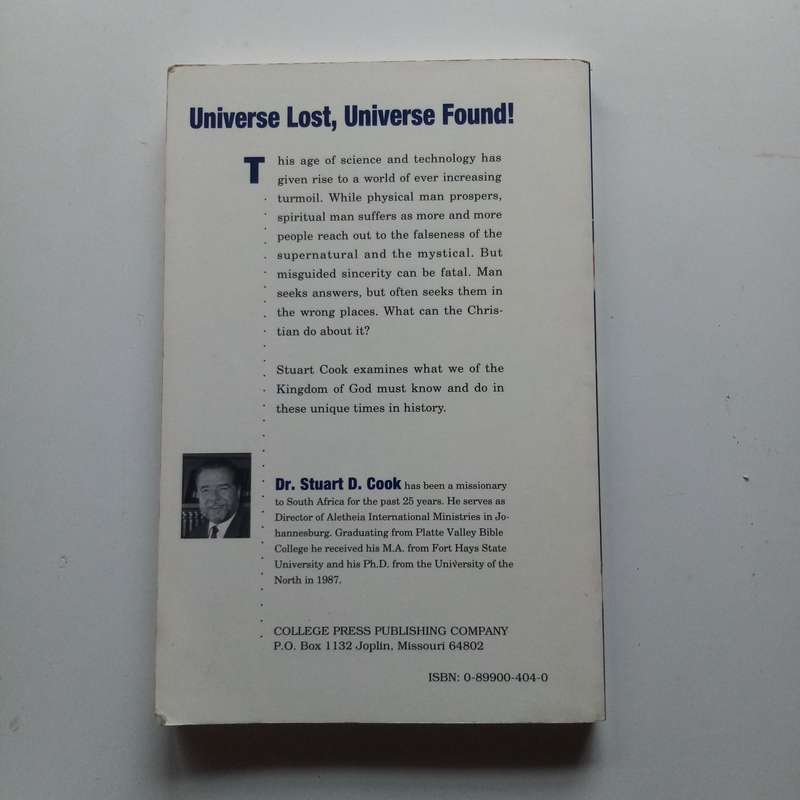 Universe Lost, Universe Found!
This age of science and technology has
given rise to a world of ever increasing
turmoil. While physical man prospers,
spiritual man suffers as more and more
people reach out to the falseness of the
supernatural and the mystical. But
misguided sincerity can be fatal. Man
seeks answers, but often seeks them in
the wrong places. What can the Chris-
tian do about it?
Stuart Cook examines what we of the
Kingdom of God must know and do in
these unique times in history.
Dr. Stuart D. Cook has been a missionary
to South Africa for the past 25 years. He serves as
Director of Aletheia International Ministries in Jo-
hannesburg. Graduating from Platte Valley Bible
College he received his M.A. from Fort Hays State
University and his Ph.D. from the University of the
North in 1987.
COLLEGE PRESS PUBLISHING COMPANY
P.O. Box 1132 Joplin, Missouri 64802
ISBN: 0-89900-404-0